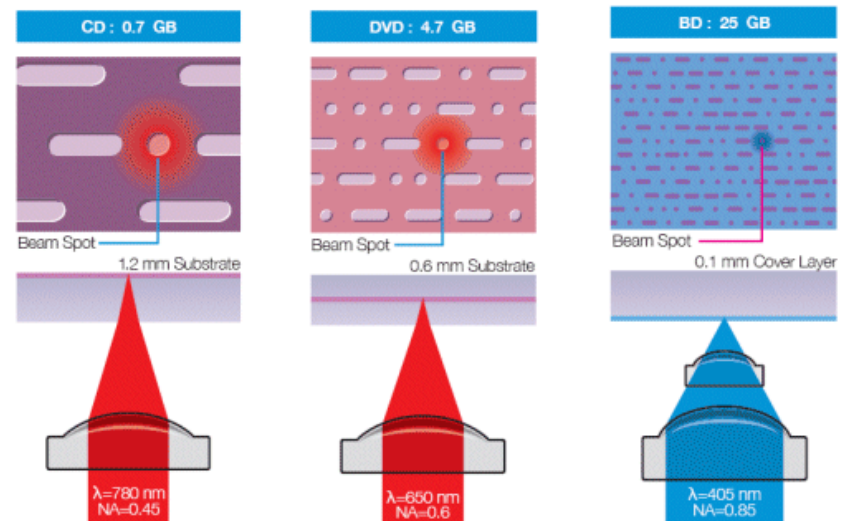 CD : 0.7 GB
Beam Spot
1.2 mm Substrate
λ=780 nm
NA=0.45
DVD : 4.7 GB
Beam Spot
0.6 mm Substrate
λ=650 nm
NA=0.6
BD : 25 GB
Beam Spot
0.1 mm Cover Layer
λ=405 nm
NA=0.85